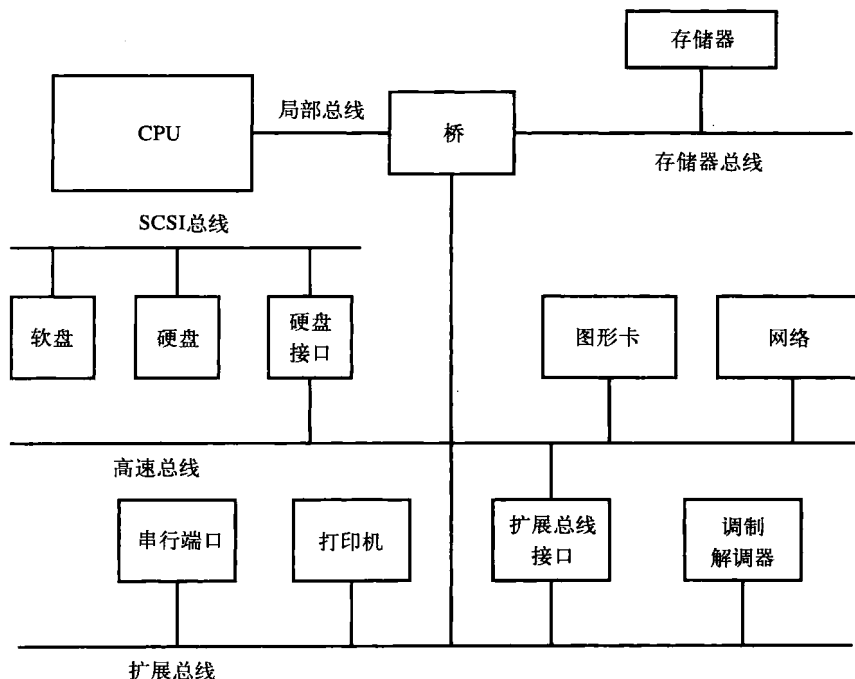 存储器
CPU
局部总线
桥
存储器总线
SCSI总线
软盘
硬盘
硬盘
接口
图形卡
网络
高速总线
串行端口
打印机
扩展总线
接口
调制
解调器
扩展总线